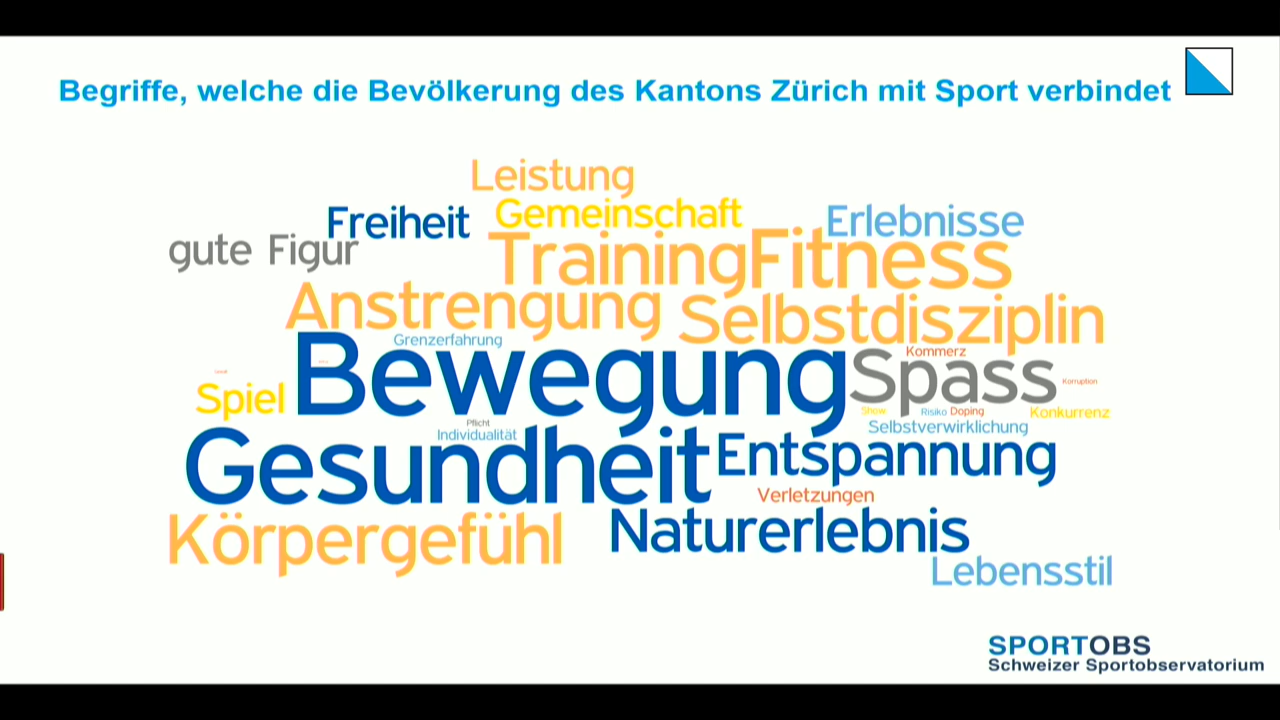 Begriffe, welche die Bevölkerung des Kantons Zürich mit Sport verbindet
Leistung
Gemeinschaft
Freiheit
Erlebnisse
gute Figur
Training
Fitness
Anstrengung
Selbstdisziplin
Grenzerfahrung
Bewegung
Kommerz
Spass
Korruption
Spiel
Show
Risiko
Doping
Konkurrenz
Pflicht
Individualität
Selbstverwirklichung
Gesundheit
Entspannung
Verletzungen
Körpergefühl
Naturerlebnis
Lebensstil
SPORTOBS
Schweizer Sportobservatorium